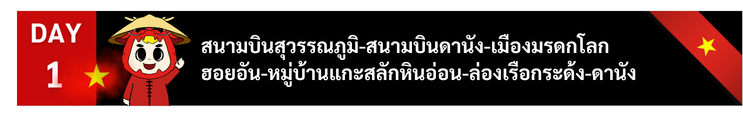 DAY
1
สนามบินสุวรรณภูมิ-สนามบินดานัง-เมืองมรดกโลก
ฮอยอัน-หมู่บ้านแกะสลักหินอ่อน-ล่องเรือกระด้ง-ดานัง